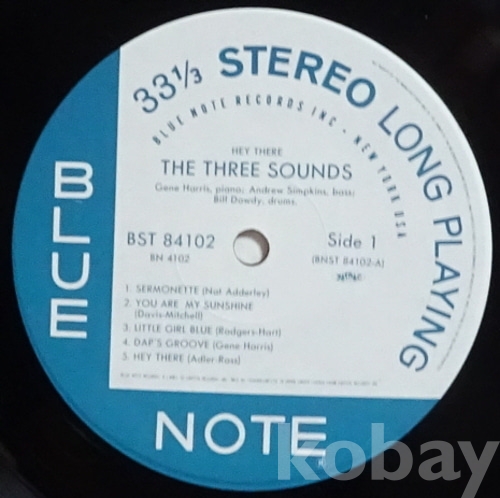 33⅓ STEREO LONG PLAYING
BLUE NOTE RECORDS INC · NEW YORK USA
HEY THERE
THE THREE SOUNDS
Gene Harris, piano; Andrew Simpkins, bass;
Bill Dowdy, drums.
BST 84102
BN 4102
Side 1
(BNST 84102-A)
1. SERMONETTE (Nat Adderley)
2. YOU ARE MY SUNSHINE
(Davis-Mitchell)
3. LITTLE GIRL BLUE (Rodgers-Hart)
4. DAP'S GROOVE (Gene Harris)
5. HEY THERE (Adler-Ross)
BLUE
NOTE
kobay